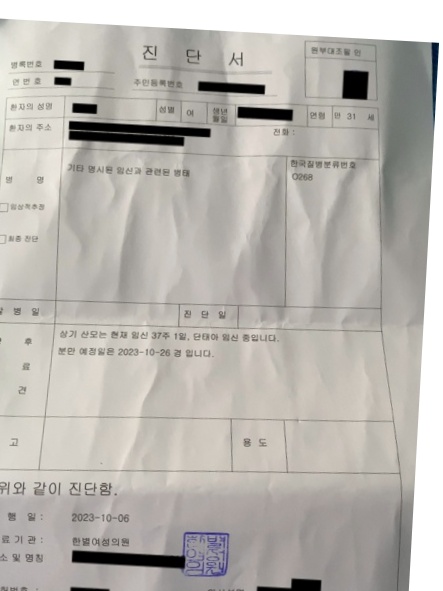 진 단 서
원부대조필 인
병록번호
연 번 호
주민등록번호
환자의 성명
성별 여 생년월일
연령 만 31 세
환자의 주소
전화 :
병 명
기타 명시된 임신과 관련된 병태
한국질병분류번호
O268
임상적추정
최종 진단
병 일
진 단 일
후
료
견
상기 산모는 현재 임신 37주 1일, 단태아 임신 중입니다.
분만 예정일은 2023-10-26 경 입니다.
고
용 도
위와 같이 진단함.
행 일 : 2023-10-06
료 기 관 : 한별여성의원
소 및 명칭